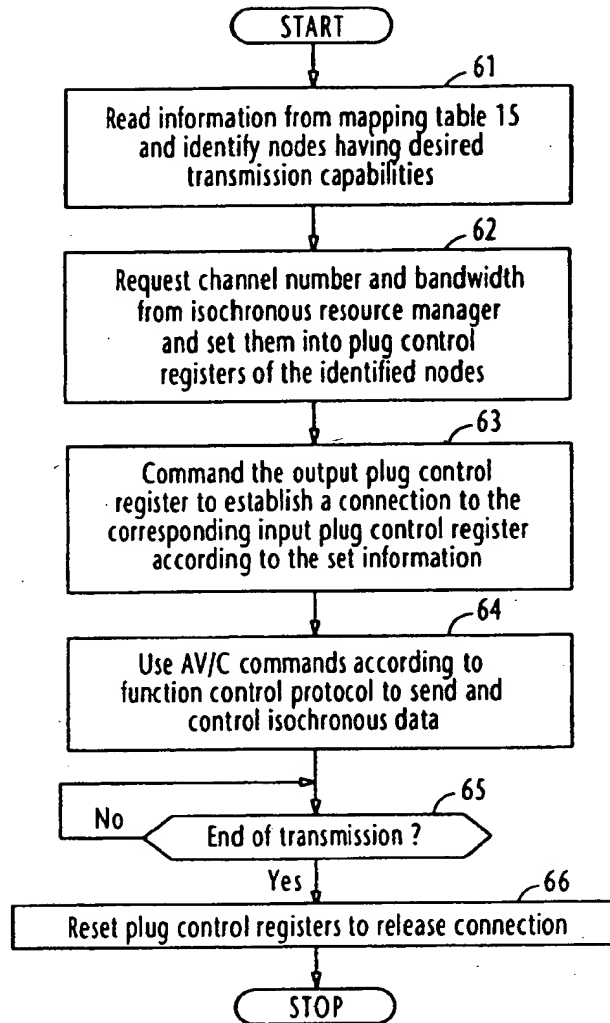 START
61
Read information from mapping table 15
and identify nodes having desired
transmission capabilities
62
Request channel number and bandwidth
from isochronous resource manager
and set them into plug control
registers of the identified nodes
63
Command the output plug control
register to establish a connection to the
corresponding input plug control register
according to the set information
64
Use AV/C commands according to
function control protocol to send and
control isochronous data
65
No
End of transmission ?
Yes
66
Reset plug control registers to release connection
STOP